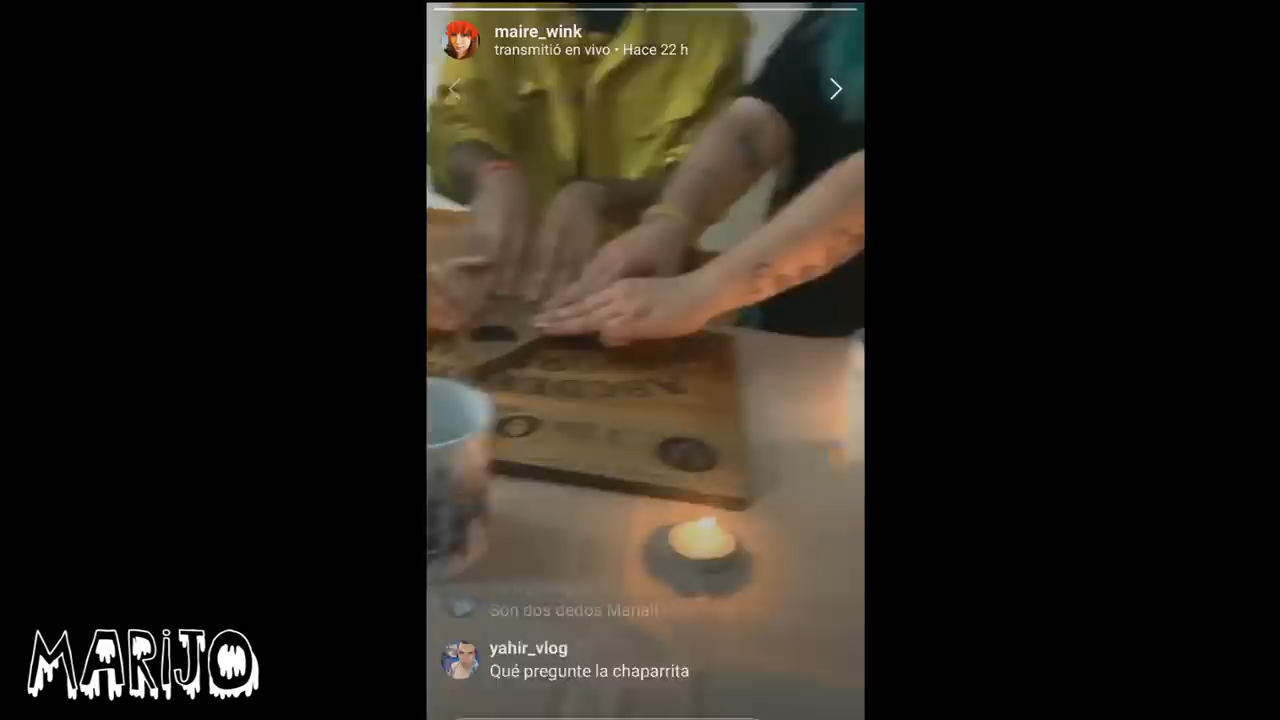 maire_wink
transmitió en vivo • Hace 22 h
Son dos dedos Maria!!
yahir_vlog
Qué pregunte la chaparrita
MARIJO